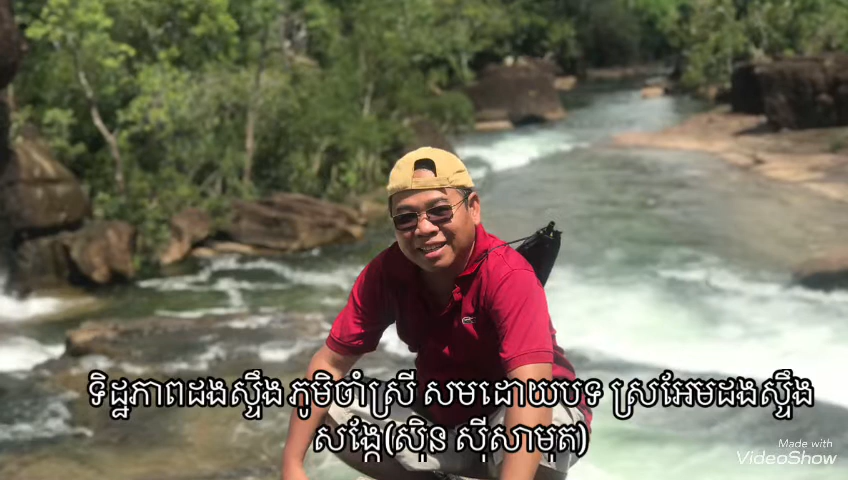 ទិដ្ឋភាពដងស្ទឹង ភូមិចាំស្រី សមដោយបទ ស្រអែមដងស្ទឹង
សង្កែ(ស៊ិន ស៊ីសាមុត)
Made with
VideoShow